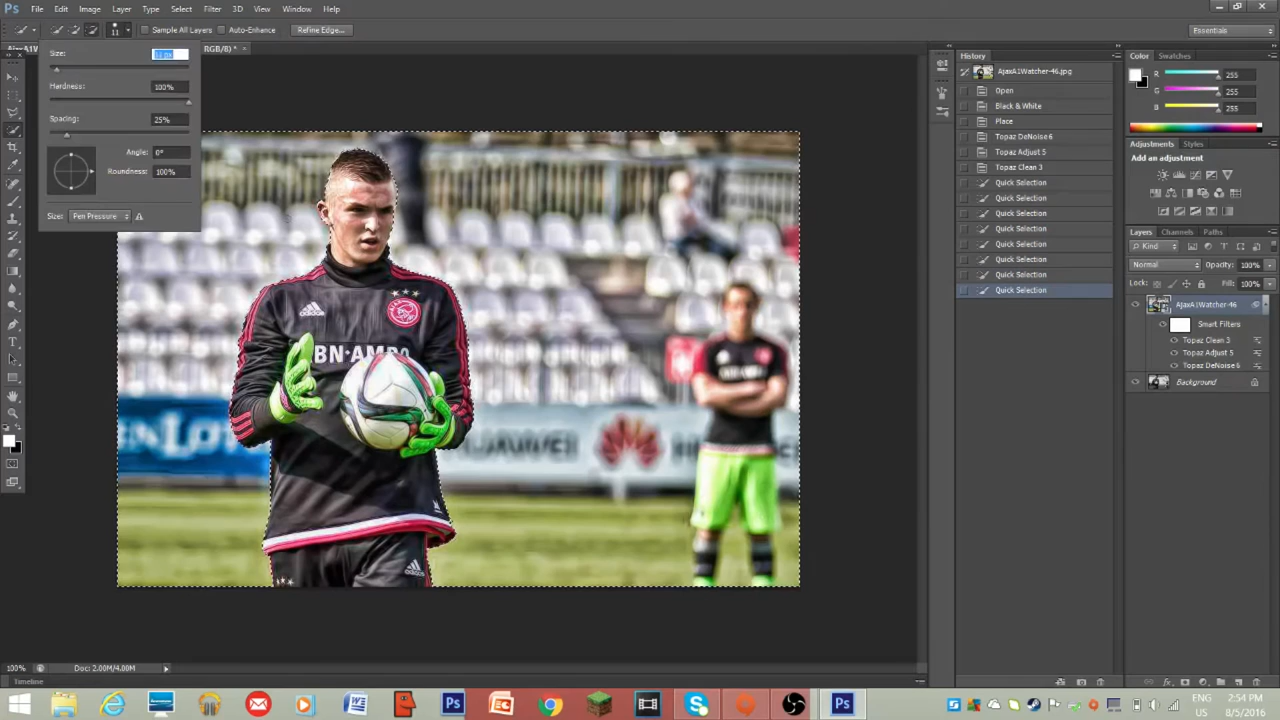 Ps File Edit Image Layer Type Select Filter 3D View Window Help
11 Sample All Layers Auto-Enhance Refine Edge... Essentials
RGB/8) * ×
Size:
Hardness: 100%
Spacing: 25%
Angle: 0°
Roundness: 100%
Size: Pen Pressure
adidas
HUAWEI
History
AjaxA1Watcher-46.jpg
Open
Black & White
Place
Topaz DeNoise6
Topaz Adjust 5
Topaz Clean 3
Quick Selection
Quick Selection
Quick Selection
Quick Selection
Quick Selection
Quick Selection
Quick Selection
Quick Selection
Color Swatches
R 255
G 255
B 255
Adjustments Styles
Add an adjustment
Layers Channels Paths
Kind
Normal Opacity: 100%
Lock: Fill: 100%
AjaxA1Watcher-46
Smart Filters
Topaz Clean 3
Topaz Adjust 5
Topaz DeNoise 6
Background
100% Doc: 2.00M/4.00M
Timeline
ENG 2:54 PM
US 8/5/2016